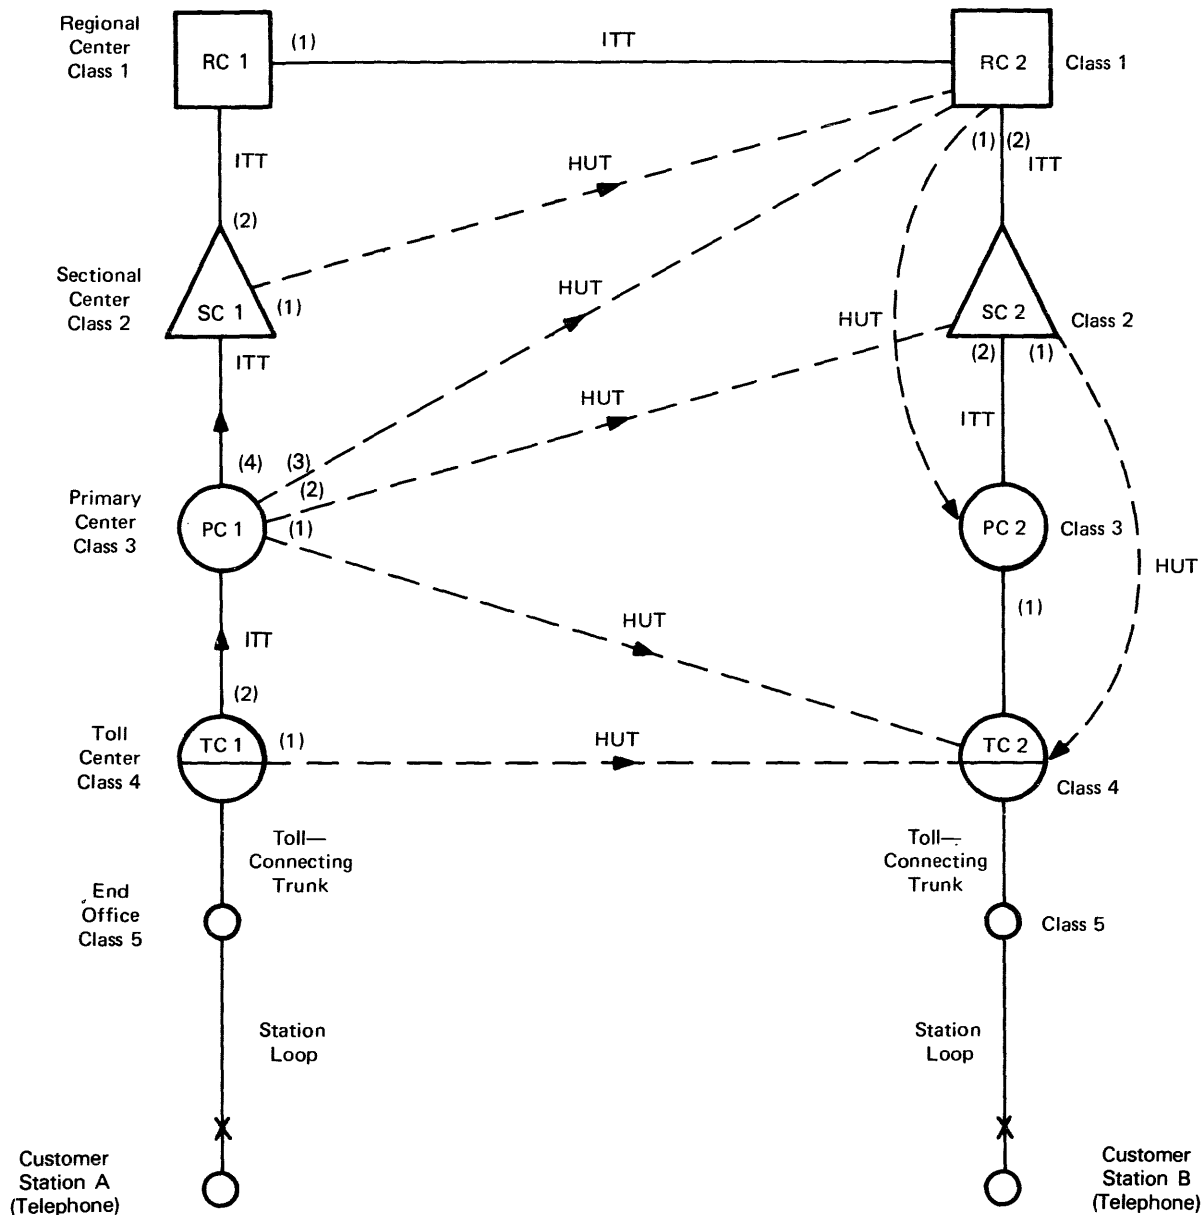 Regional
Center
Class 1
RC 1
(1)
ITT
RC 2
Class 1
ITT
HUT
(1)
(2)
ITT
(2)
Sectional
Center
Class 2
SC 1
(1)
HUT
HUT
SC 2
Class 2
(2)
(1)
ITT
HUT
ITT
(4)
(3)
(2)
(1)
Primary
Center
Class 3
PC 1
PC 2
Class 3
HUT
HUT
(1)
ITT
(2)
Toll
Center
Class 4
TC 1
(1)
HUT
TC 2
Class 4
Toll—
Connecting
Trunk
Toll—
Connecting
Trunk
End
Office
Class 5
Class 5
Station
Loop
Station
Loop
Customer
Station A
(Telephone)
Customer
Station B
(Telephone)